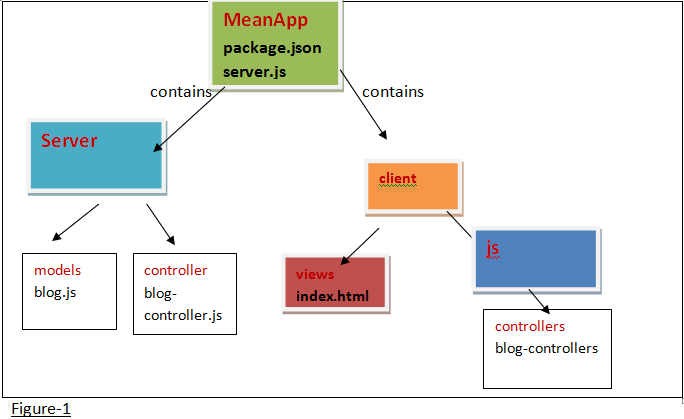 MeanApp
package.json
server.js
contains
contains
Server
client
models
blog.js
controller
blog-
controller.js
views
index.html
js
controllers
blog-controllers
Figure-1